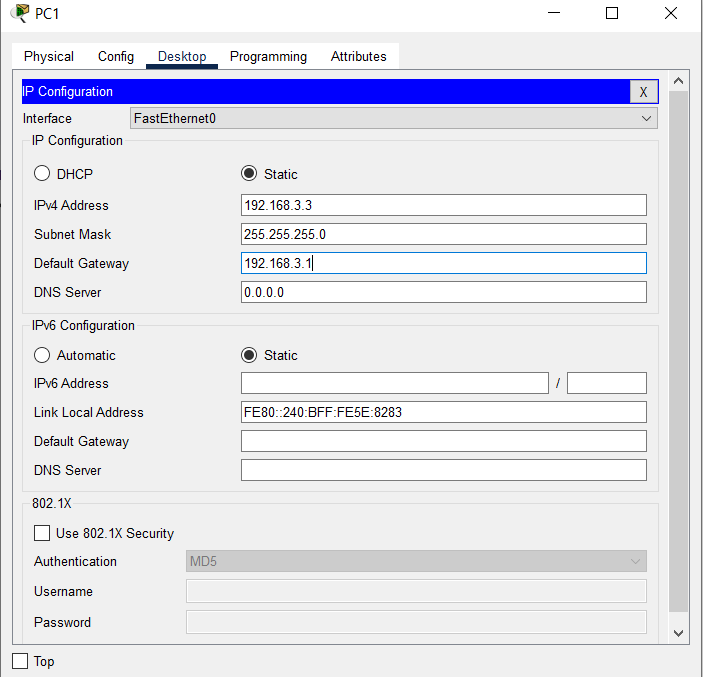 PC1
Physical Config Desktop Programming Attributes
IP Configuration X
Interface FastEthernet0
IP Configuration
DHCP Static
IPv4 Address 192.168.3.3
Subnet Mask 255.255.255.0
Default Gateway 192.168.3.1
DNS Server 0.0.0.0
IPv6 Configuration
Automatic Static
IPv6 Address /
Link Local Address FE80::240:BFF:FE5E:8283
Default Gateway
DNS Server
802.1X
Use 802.1X Security
Authentication MD5
Username
Password
Top